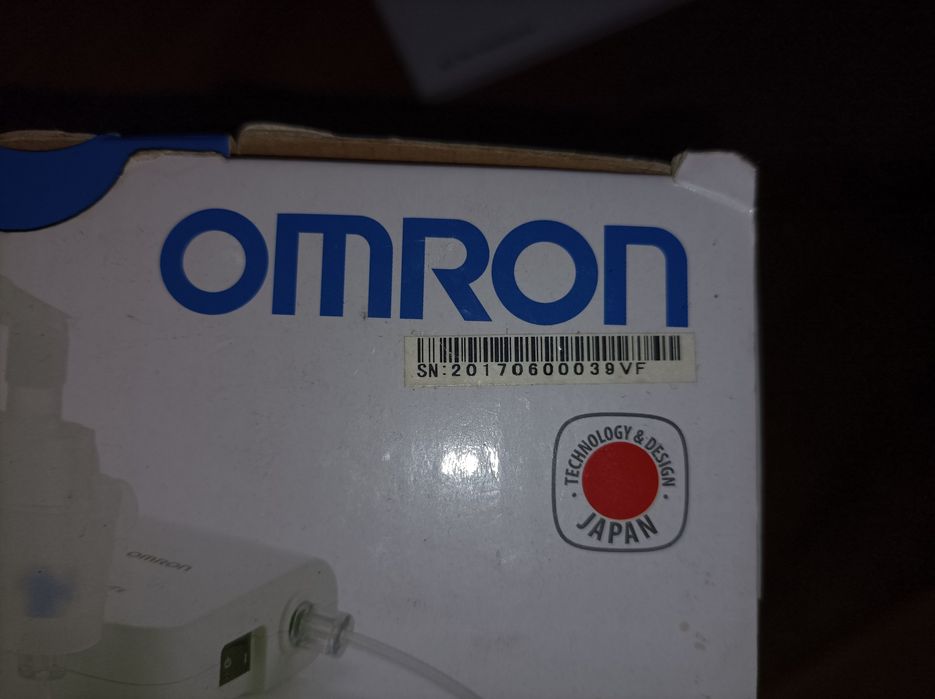 OMRON
SN:20170600039VF
TECHNOLOGY & DESIGN
JAPAN
OMRON